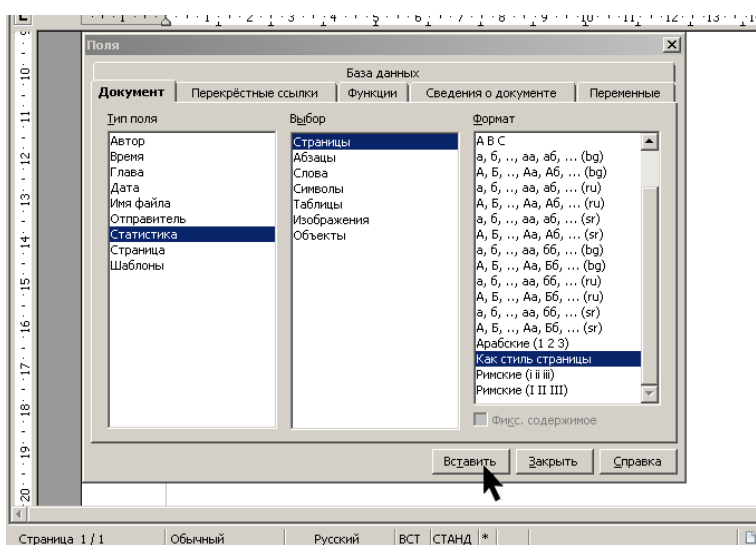 Поля
База данных
Документ Перекрёстные ссылки Функции Сведения о документе Переменные
Тип поля
Автор
Время
Глава
Дата
Имя файла
Отправитель
Статистика
Страница
Шаблоны
Выбор
Страницы
Абзацы
Слова
Символы
Таблицы
Изображения
Объекты
Формат
A B C
а, б, .., аа, аб, ... (bg)
А, Б, .., Аа, Аб, ... (bg)
а, б, .., аа, аб, ... (ru)
А, Б, .., Аа, Аб, ... (ru)
а, б, .., аа, аб, ... (sr)
А, Б, .., Аа, Аб, ... (sr)
а, б, .., аа, бб, ... (bg)
А, Б, .., Аа, Бб, ... (bg)
а, б, .., аа, бб, ... (ru)
А, Б, .., Аа, Бб, ... (ru)
а, б, .., аа, бб, ... (sr)
А, Б, .., Аа, Бб, ... (sr)
Арабские (1 2 3)
Как стиль страницы
Римские (i ii iii)
Римские (I II III)
Фикс. содержимое
Вставить Закрыть Справка
Страница 1 / 1 Обычный Русский ВСТ СТАНД *